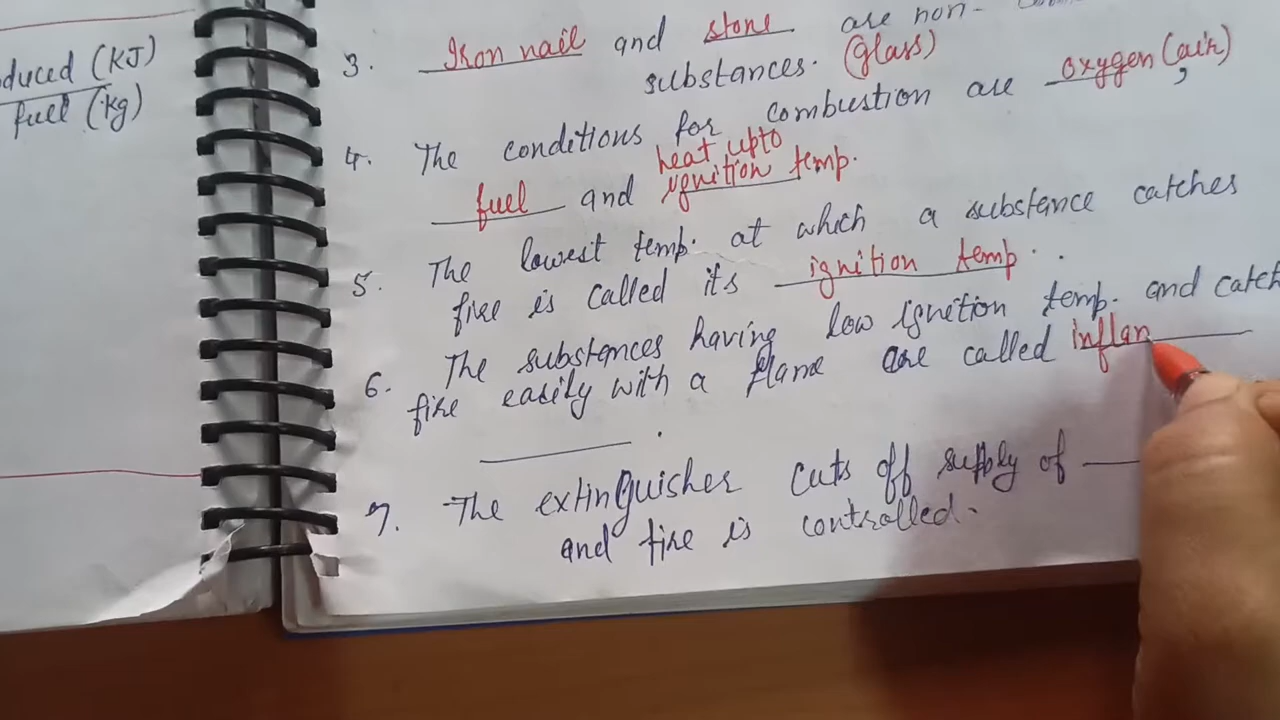 oduced (KJ)
fuel (kg)
3. Iron nail and stone are non-
substances. (glass)
4. The conditions for combustion are oxygen (air),
fuel and heat upto ignition temp.
5. The lowest temp. at which a substance catches
fire is called its ignition temp.
6. The substances having low ignition temp. and catch
fire easily with a flame are called inflam
7. The extinguisher cuts off supply of
and fire is controlled.